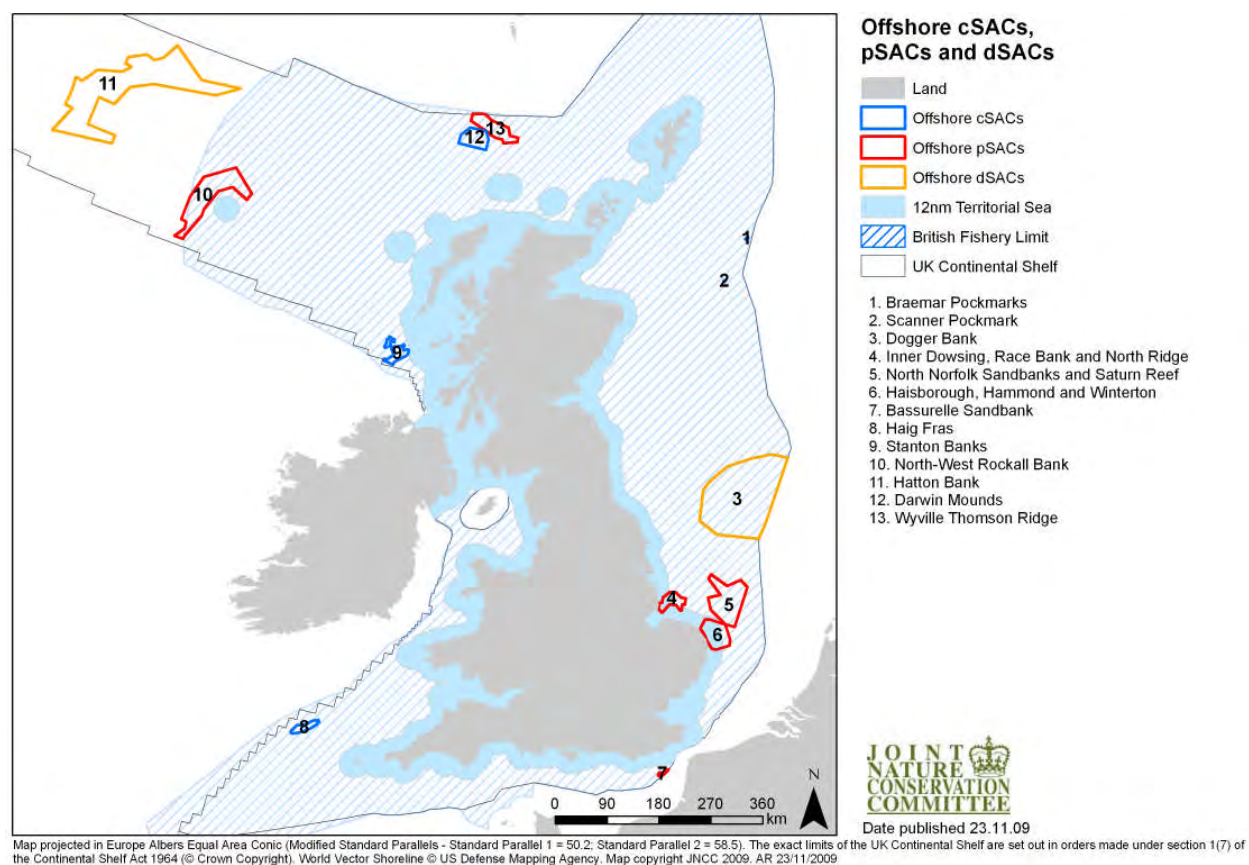 Offshore cSACs,
pSACs and dSACs
Land
Offshore cSACs
Offshore pSACs
Offshore dSACs
12nm Territorial Sea
British Fishery Limit
UK Continental Shelf
1. Braemar Pockmarks
2. Scanner Pockmark
3. Dogger Bank
4. Inner Dowsing, Race Bank and North Ridge
5. North Norfolk Sandbanks and Saturn Reef
6. Haisborough, Hammond and Winterton
7. Bassurelle Sandbank
8. Haig Fras
9. Stanton Banks
10. North-West Rockall Bank
11. Hatton Bank
12. Darwin Mounds
13. Wyville Thomson Ridge
11
13
12
10
1
2
9
3
4
5
6
8
7
N
0 90 180 270 360
km
JOINT
NATURE
CONSERVATION
COMMITTEE
Date published 23.11.09
Map projected in Europe Albers Equal Area Conic (Modified Standard Parallels - Standard Parallel 1 = 50.2; Standard Parallel 2 = 58.5). The exact limits of the UK Continental Shelf are set out in orders made under section 1(7) of
the Continental Shelf Act 1964 (© Crown Copyright). World Vector Shoreline © US Defense Mapping Agency. Map copyright JNCC 2009. AR 23/11/2009